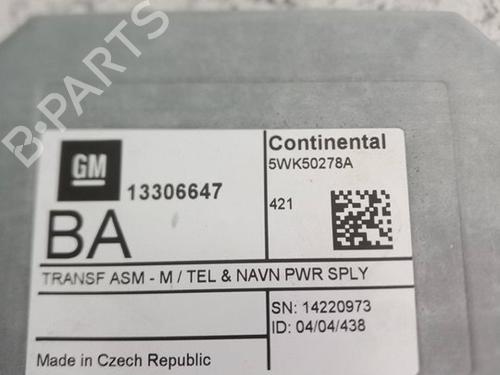 B-PARTS
GM
13306647
BA
Continental
5WK50278A
421
TRANSF ASM - M / TEL & NAVN PWR SPLY
SN: 14220973
ID: 04/04/438
Made in Czech Republic